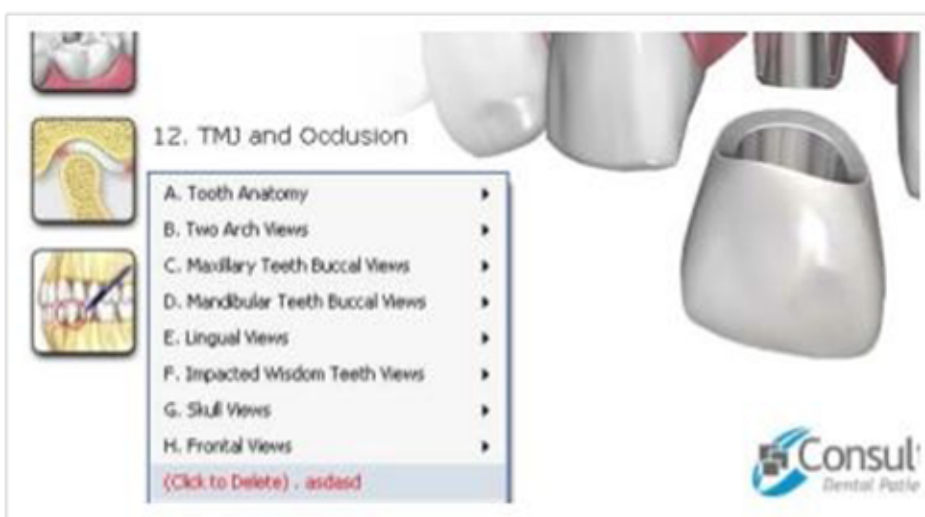 12. TMJ and Occlusion
A. Tooth Anatomy
B. Two Arch Views
C. Maxillary Teeth Buccal Views
D. Mandibular Teeth Buccal Views
E. Lingual Views
F. Impacted Wisdom Teeth Views
G. Skull Views
H. Frontal Views
(Click to Delete) . asdasd
Consul
Dental Patie